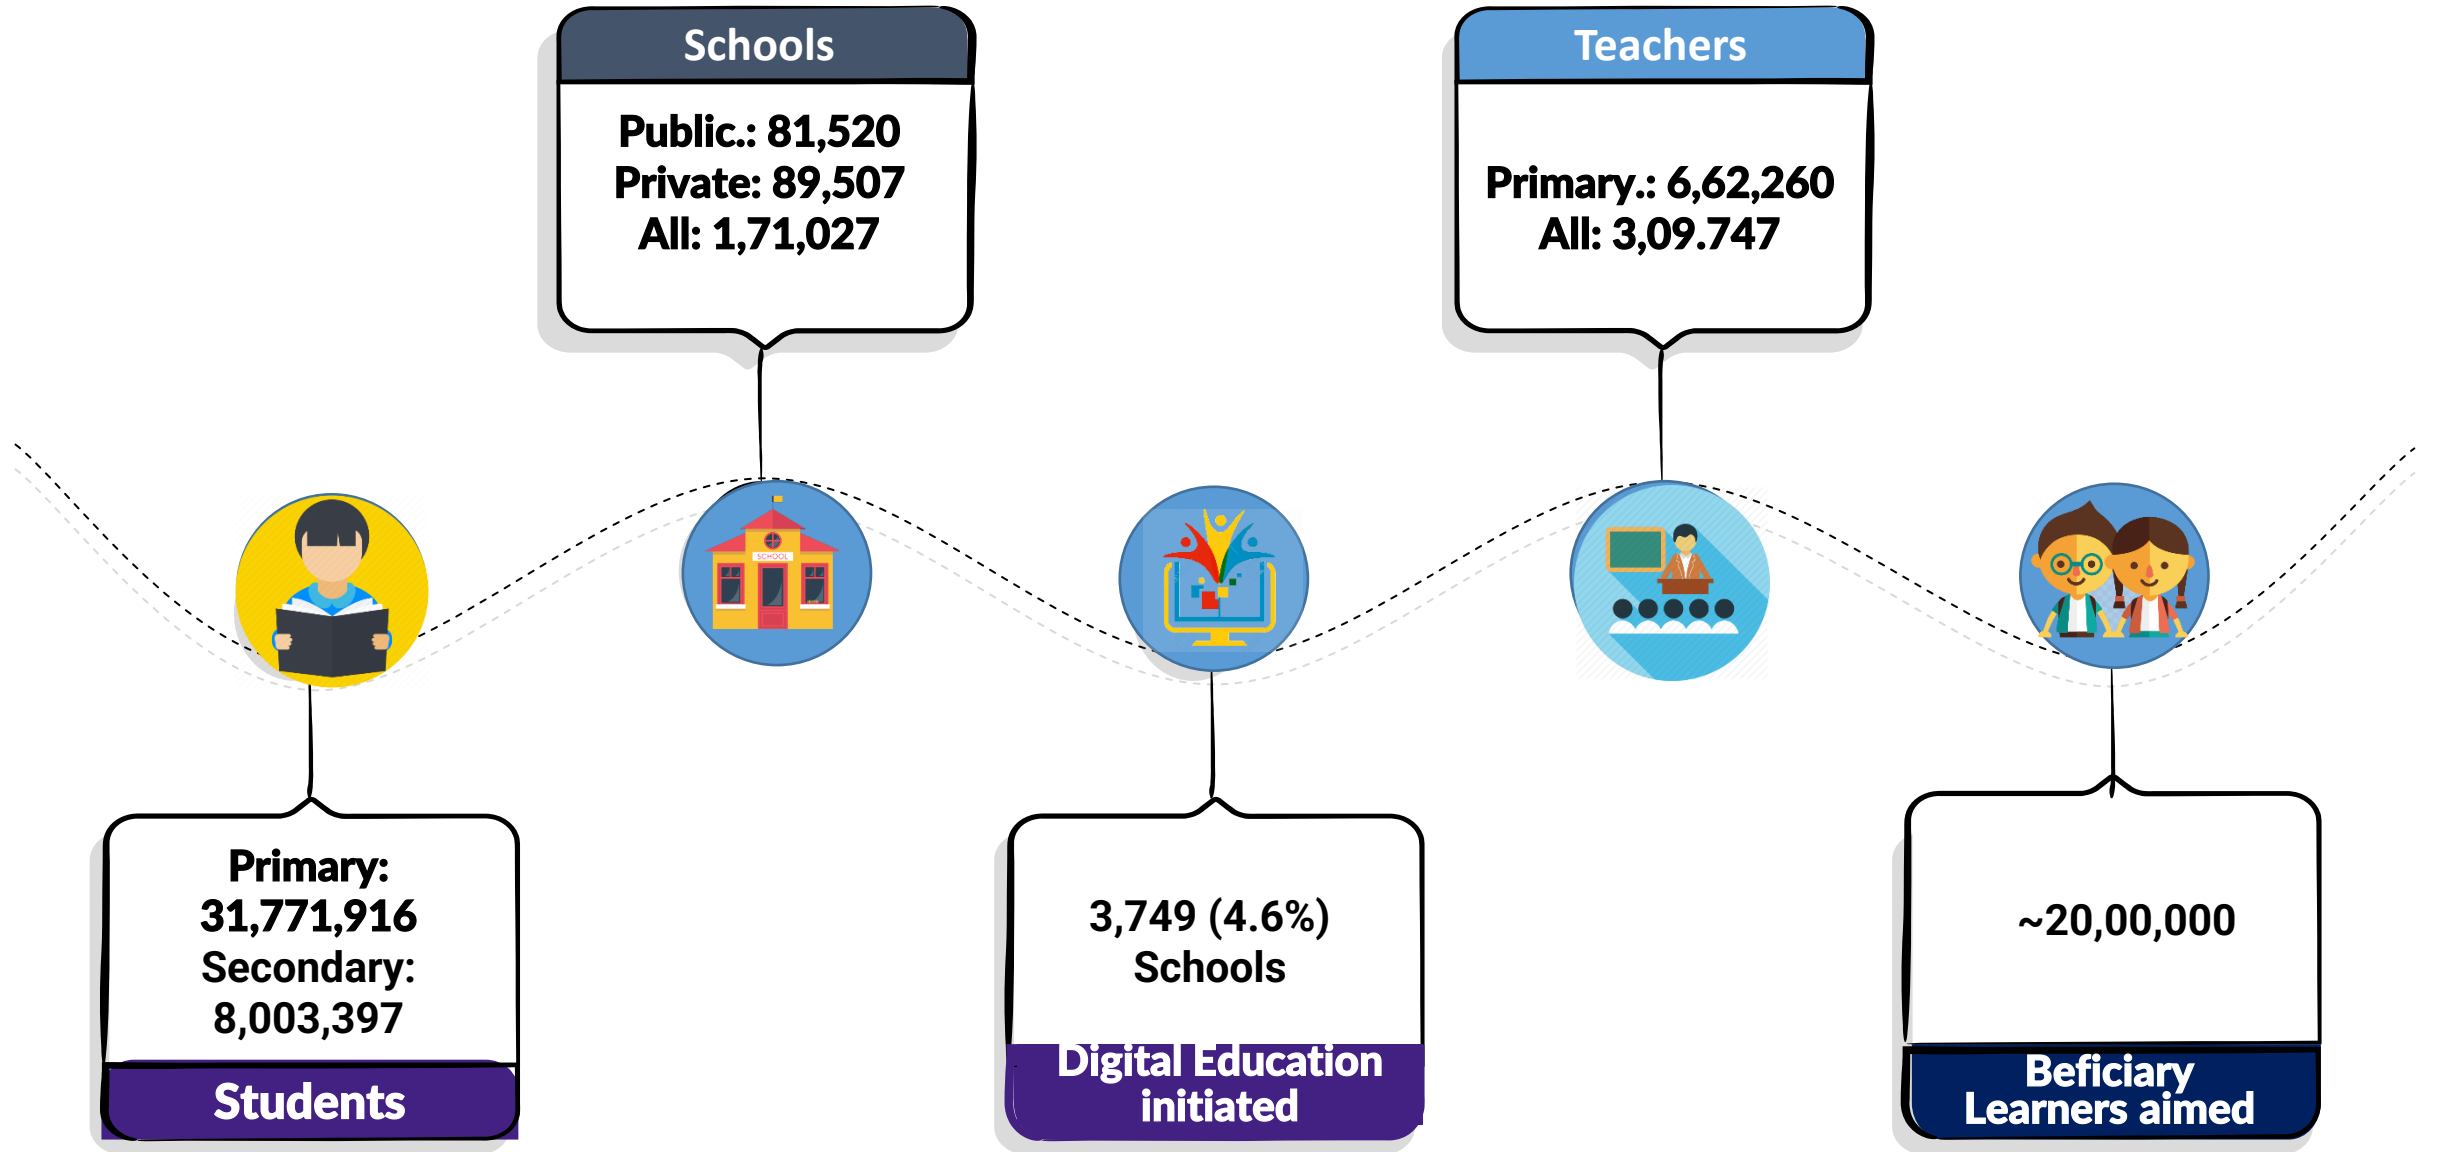 Schools
Public.: 81,520
Private: 89,507
All: 1,71,027
Teachers
Primary.: 6,62,260
All: 3,09.747
SCHOOL
Primary:
31,771,916
Secondary:
8,003,397
Students
3,749 (4.6%)
Schools
Digital Education
initiated
~20,00,000
Beficiary
Learners aimed